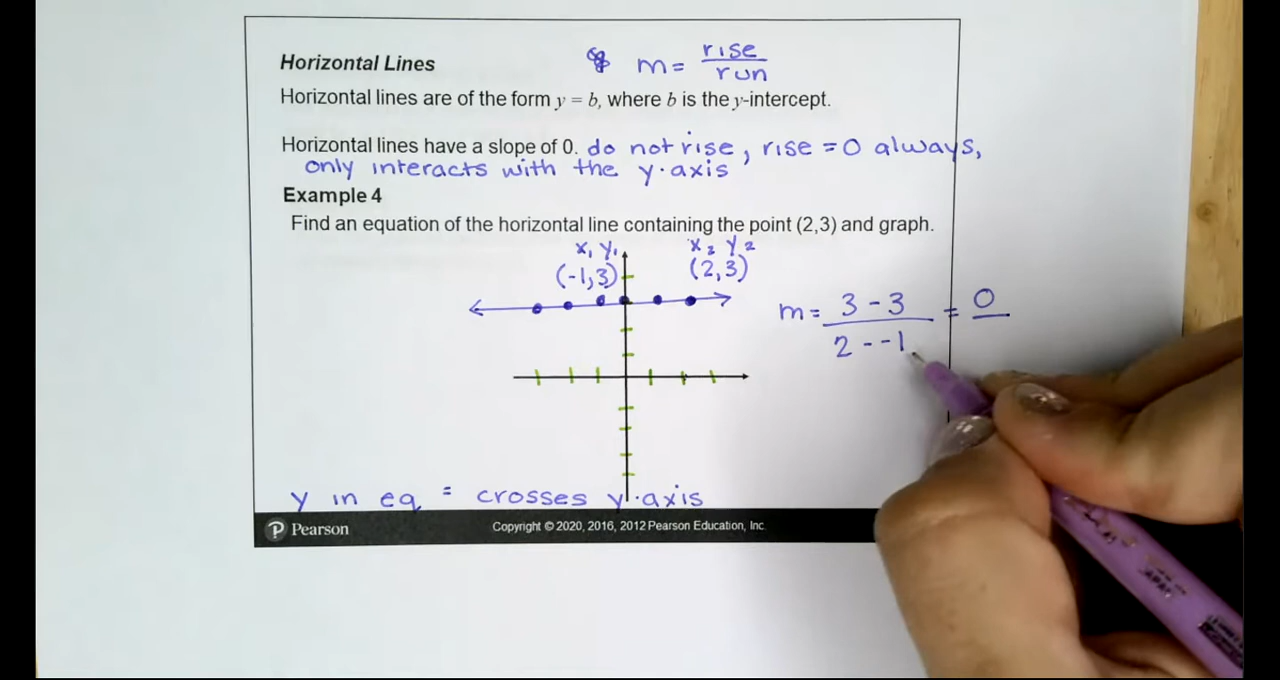 Horizontal Lines
m = rise/run
Horizontal lines are of the form y = b, where b is the y-intercept.
Horizontal lines have a slope of 0. do not rise, rise = 0 always,
only interacts with the y-axis
Example 4
Find an equation of the horizontal line containing the point (2,3) and graph.
x₁ y₁ x₂ y₂
(-1,3) (2,3)
m = 3 - 3 = 0
2 - -1
y in eq = crosses y-axis
Pearson
Copyright © 2020, 2016, 2012 Pearson Education, Inc.